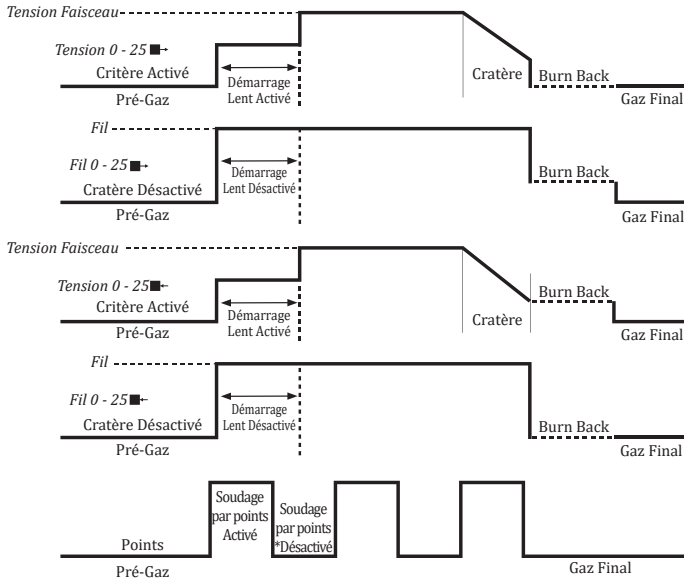 Tension Faisceau
Tension 0 - 25
Critère Activé
Pré-Gaz
Démarrage
Lent Activé
Cratère
Burn Back
Gaz Final
Fil
Fil 0 - 25
Cratère Désactivé
Pré-Gaz
Démarrage
Lent Désactivé
Burn Back
Gaz Final
Tension Faisceau
Tension 0 - 25
Critère Activé
Pré-Gaz
Démarrage
Lent Activé
Cratère
Burn Back
Gaz Final
Fil
Fil 0 - 25
Cratère Désactivé
Pré-Gaz
Démarrage
Lent Désactivé
Burn Back
Gaz Final
Points
Pré-Gaz
Soudage
par points
Activé
Soudage
par points
*Désactivé
Gaz Final